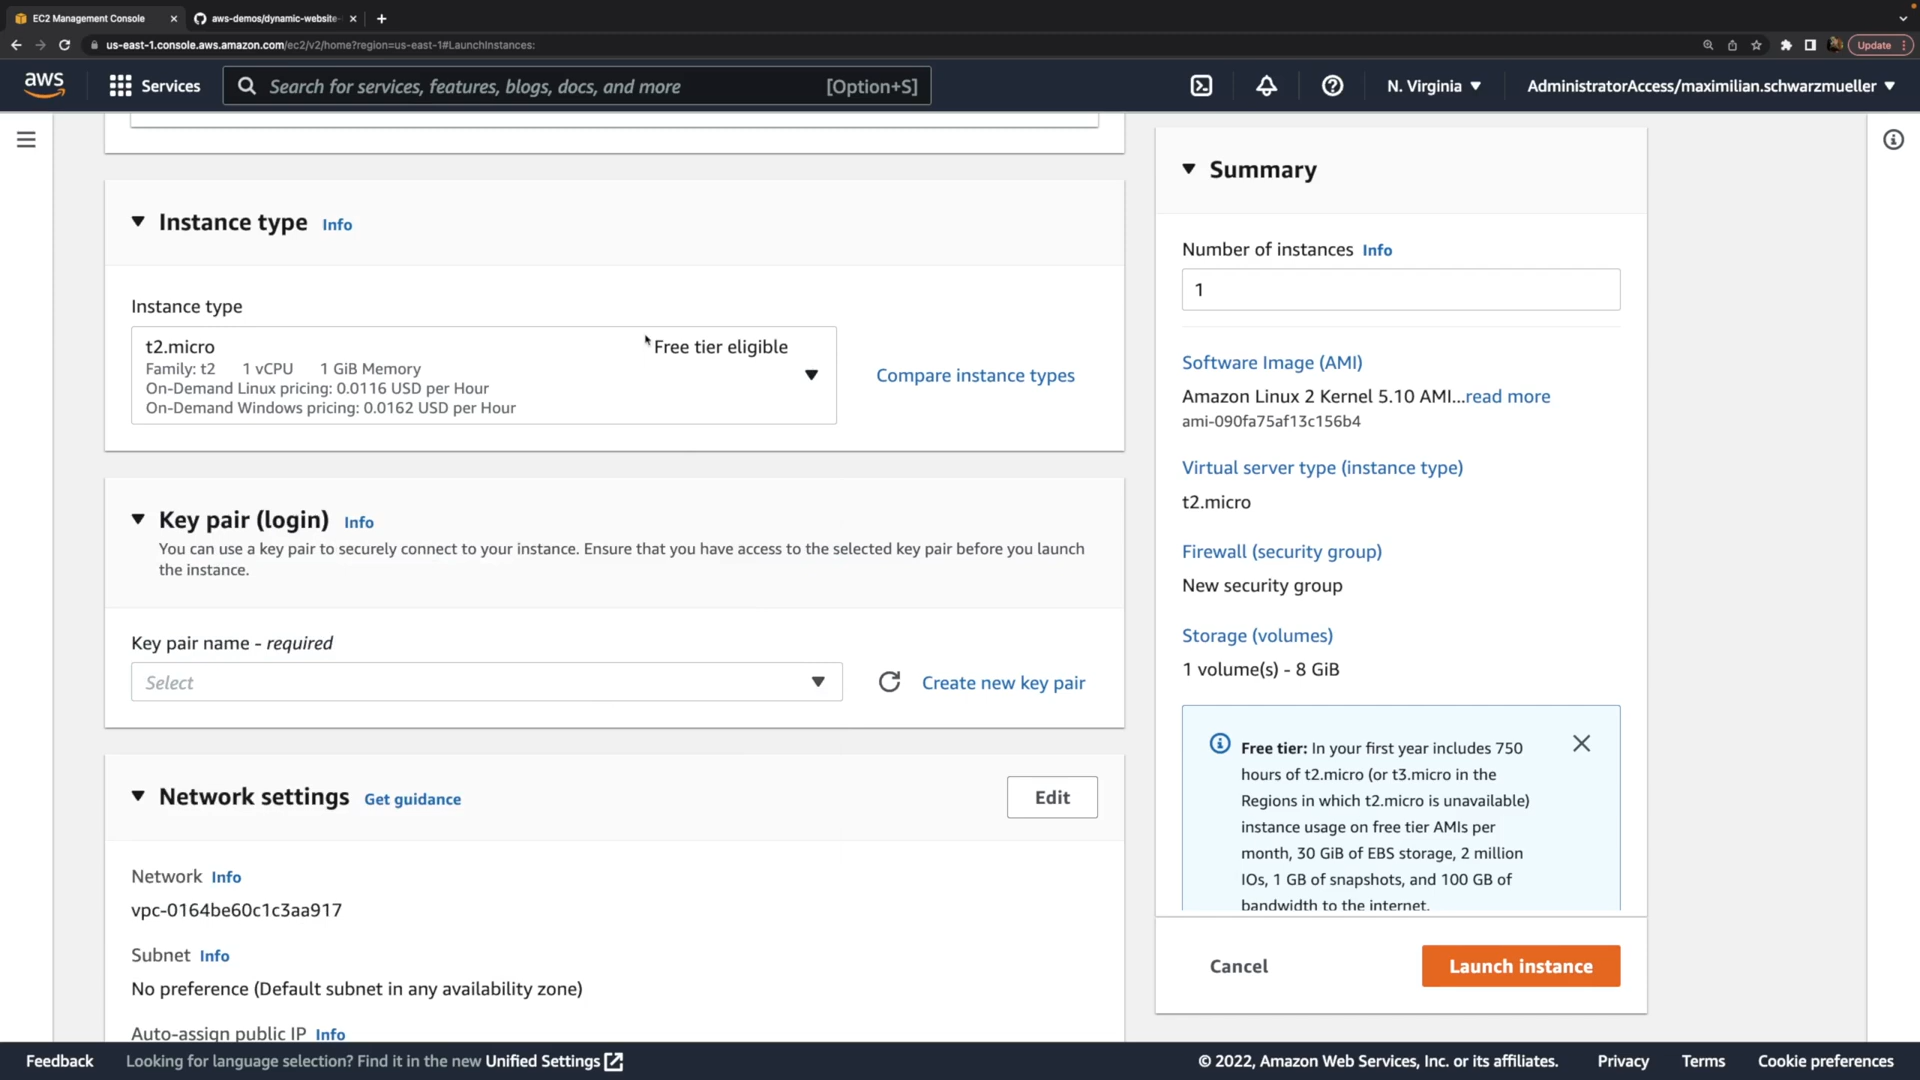 EC2 Management Console
aws-demos/dynamic-website-
us-east-1.console.aws.amazon.com/ec2/v2/home?region=us-east-1#LaunchInstances:
Update
aws
Services
Search for services, features, blogs, docs, and more
[Option+S]
N. Virginia
AdministratorAccess/maximilian.schwarzmueller
Instance type Info
Instance type
t2.micro
Free tier eligible
Family: t2 1 vCPU 1 GiB Memory
On-Demand Linux pricing: 0.0116 USD per Hour
On-Demand Windows pricing: 0.0162 USD per Hour
Compare instance types
Key pair (login) Info
You can use a key pair to securely connect to your instance. Ensure that you have access to the selected key pair before you launch
the instance.
Key pair name - required
Select
Create new key pair
Network settings Get guidance
Edit
Network Info
vpc-0164be60c1c3aa917
Subnet Info
No preference (Default subnet in any availability zone)
Auto-assign public IP Info
Summary
Number of instances Info
1
Software Image (AMI)
Amazon Linux 2 Kernel 5.10 AMI...read more
ami-090fa75af13c156b4
Virtual server type (instance type)
t2.micro
Firewall (security group)
New security group
Storage (volumes)
1 volume(s) - 8 GiB
Free tier: In your first year includes 750
hours of t2.micro (or t3.micro in the
Regions in which t2.micro is unavailable)
instance usage on free tier AMIs per
month, 30 GiB of EBS storage, 2 million
IOs, 1 GB of snapshots, and 100 GB of
bandwidth to the internet.
Cancel
Launch instance
Feedback
Looking for language selection? Find it in the new Unified Settings
© 2022, Amazon Web Services, Inc. or its affiliates.
Privacy
Terms
Cookie preferences